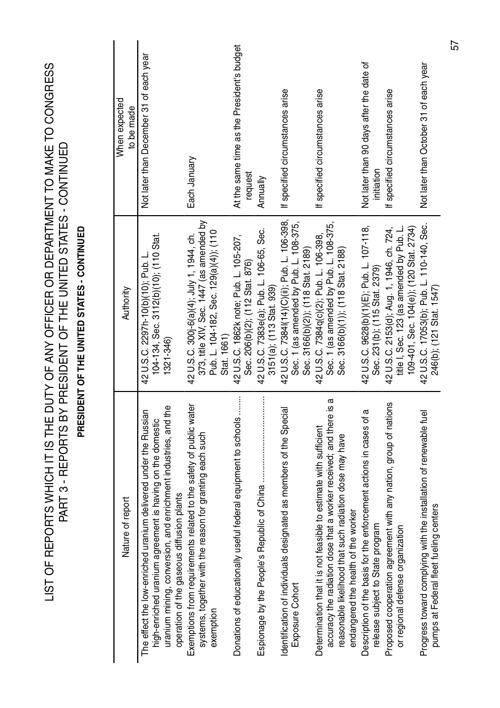 LIST OF REPORTS WHICH IT IS THE DUTY OF ANY OFFICER OR DEPARTMENT TO MAKE TO CONGRESS
PART 3 - REPORTS BY PRESIDENT OF THE UNITED STATES - CONTINUED
PRESIDENT OF THE UNITED STATES - CONTINUED
Nature of report
Authority
When expected
to be made
The effect the low-enriched uranium delivered under the Russian
high-enriched uranium agreement is having on the domestic
uranium mining, conversion, and enrichment industries, and the
operation of the gaseous diffusion plants
42 U.S.C. 2297h-10(b)(10); Pub. L.
104-134, Sec. 3112(b)(10); (110 Stat.
1321-346)
Not later than December 31 of each year
Exemptions from requirements related to the safety of public water
systems, together with the reason for granting each such
exemption
42 U.S.C. 300j-6(a)(4); July 1, 1944, ch.
373, title XIV, Sec. 1447 (as amended by
Pub. L. 104-182, Sec. 129(a)(4)); (110
Stat. 1661)
Each January
Donations of educationally useful federal equipment to schools ........
42 U.S.C. 1862k note; Pub. L. 105-207,
Sec. 206(b)(2); (112 Stat. 876)
At the same time as the President's budget
request
Espionage by the People's Republic of China ..............................
42 U.S.C. 7383e(a); Pub. L. 106-65, Sec.
3151(a); (113 Stat. 939)
Annually
Identification of individuals designated as members of the Special
Exposure Cohort
42 U.S.C. 7384l(14)(C)(ii); Pub. L. 106-398,
Sec. 1 (as amended by Pub. L. 108-375,
Sec. 3166(b)(2)); (118 Stat. 2189)
If specified circumstances arise
Determination that it is not feasible to estimate with sufficient
accuracy the radiation dose that a worker received; and there is a
reasonable likelihood that such radiation dose may have
endangered the health of the worker
42 U.S.C. 7384q(c)(2); Pub. L. 106-398,
Sec. 1 (as amended by Pub. L. 108-375,
Sec. 3166(b)(1)); (118 Stat. 2188)
If specified circumstances arise
Description of the basis for the enforcement actions in cases of a
release subject to State program
42 U.S.C. 9628(b)(1)(E); Pub. L. 107-118,
Sec. 231(b); (115 Stat. 2379)
Not later than 90 days after the date of
initiation
Proposed cooperation agreement with any nation, group of nations
or regional defense organization
42 U.S.C. 2153(d); Aug. 1, 1946, ch. 724,
title I, Sec. 123 (as amended by Pub. L.
109-401, Sec. 104(e)); (120 Stat. 2734)
If specified circumstances arise
Progress toward complying with the installation of renewable fuel
pumps at Federal fleet fueling centers
42 U.S.C. 17053(b); Pub. L. 110-140, Sec.
246(b); (121 Stat. 1547)
Not later than October 31 of each year
57